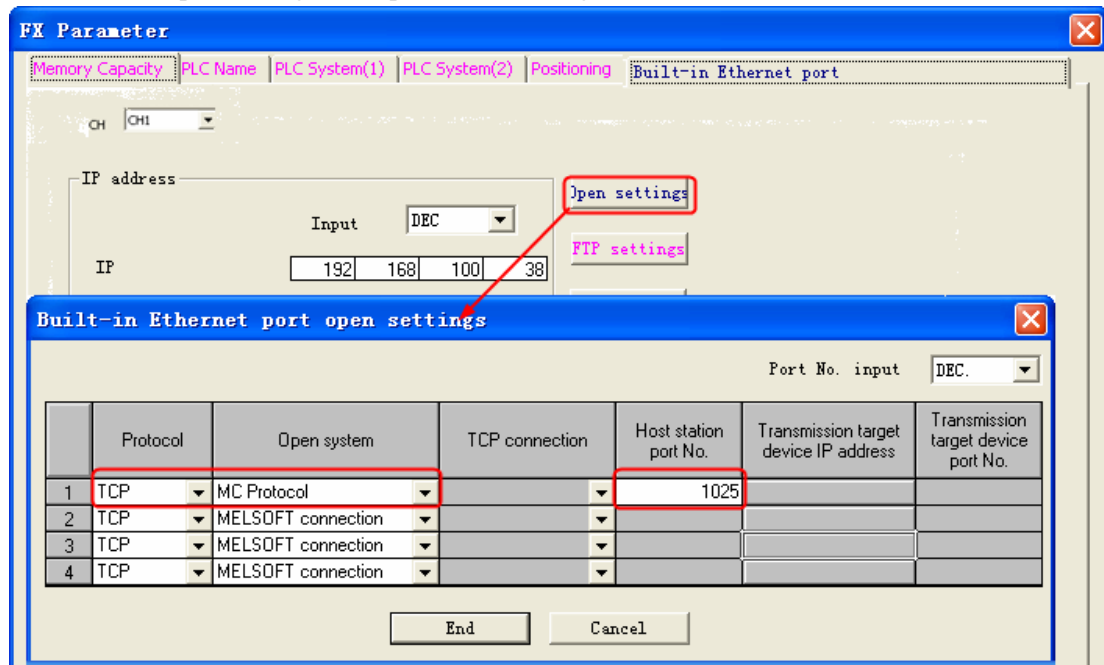 FX Parameter
Memory Capacity PLC Name PLC System(1) PLC System(2) Positioning Built-in Ethernet port
CH CH1
IP address
Open settings
Input DEC
FTP settings
IP 192 168 100 38
Built-in Ethernet port open settings
Port No. input DEC.
Protocol Open system TCP connection Host station port No. Transmission target device IP address Transmission target device port No.
1 TCP MC Protocol 1025
2 TCP MELSOFT connection
3 TCP MELSOFT connection
4 TCP MELSOFT connection
End Cancel